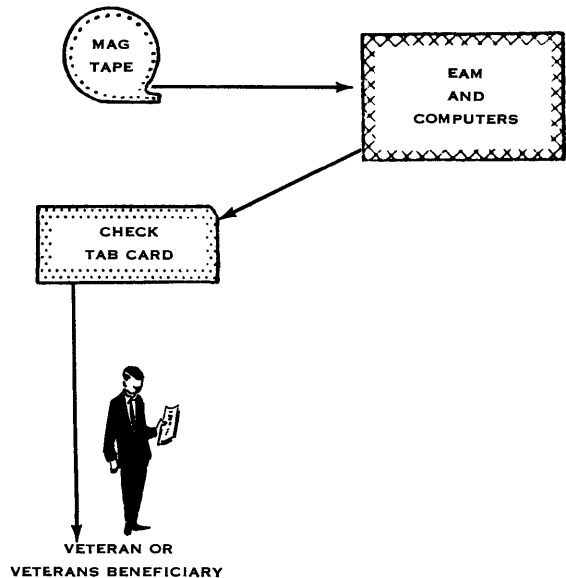 MAG
TAPE
EAM
AND
COMPUTERS
CHECK
TAB CARD
VETERAN OR
VETERANS BENEFICIARY